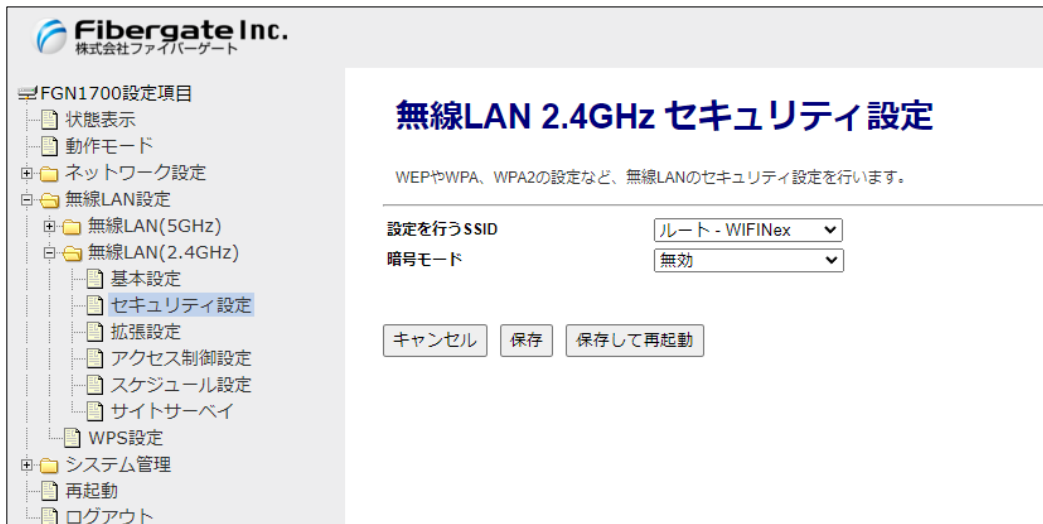 Fibergate Inc.
株式会社ファイバーゲート
FGN1700設定項目
状態表示
動作モード
ネットワーク設定
無線LAN設定
無線LAN(5GHz)
無線LAN(2.4GHz)
基本設定
セキュリティ設定
拡張設定
アクセス制御設定
スケジュール設定
サイトサーベイ
WPS設定
システム管理
再起動
ログアウト
無線LAN 2.4GHz セキュリティ設定
WEPやWPA、WPA2の設定など、無線LANのセキュリティ設定を行います。
設定を行うSSID ルート - WIFINex
暗号モード 無効
キャンセル 保存 保存して再起動